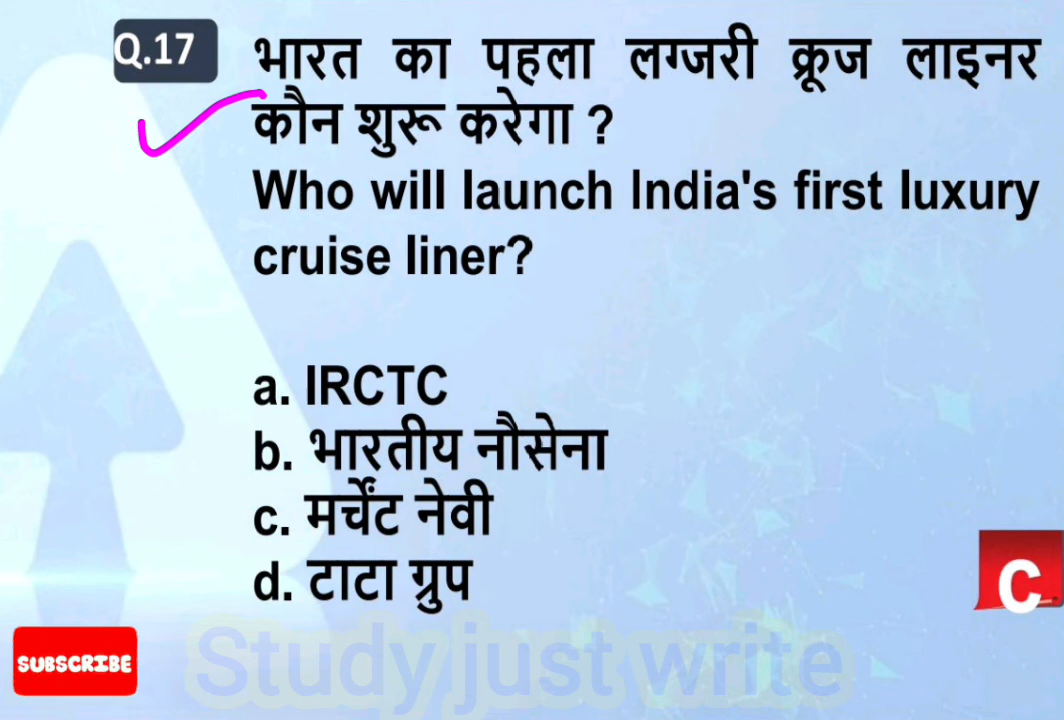 Q.17
भारत का पहला लग्जरी क्रूज लाइनर
कौन शुरू करेगा ?
Who will launch India's first luxury
cruise liner?
a. IRCTC
b. भारतीय नौसेना
c. मर्चेंट नेवी
d. टाटा ग्रुप
C
SUBSCRIBE
Study just write